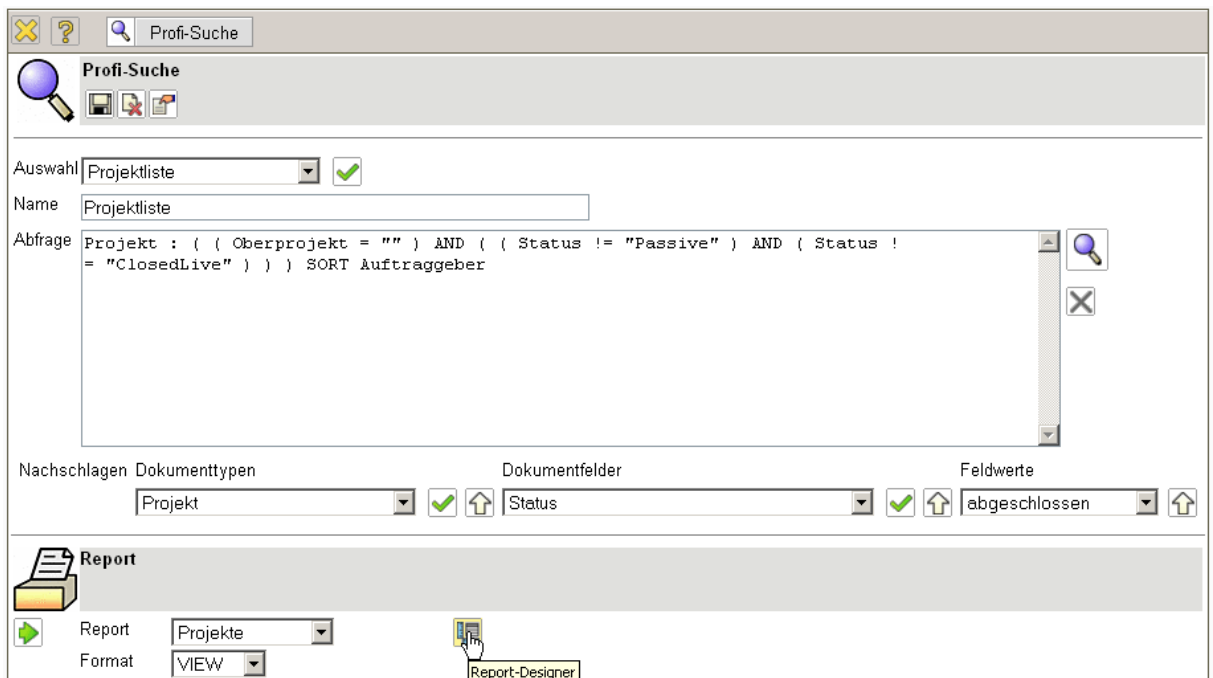 Profi-Suche
Profi-Suche
Auswahl Projektliste
Name Projektliste
Abfrage Projekt : ( ( Oberprojekt = "" ) AND ( ( Status != "Passive" ) AND ( Status !
= "ClosedLive" ) ) ) SORT Auftraggeber
Nachschlagen Dokumenttypen Dokumentfelder Feldwerte
Projekt Status abgeschlossen
Report
Report Projekte
Format VIEW
Report-Designer